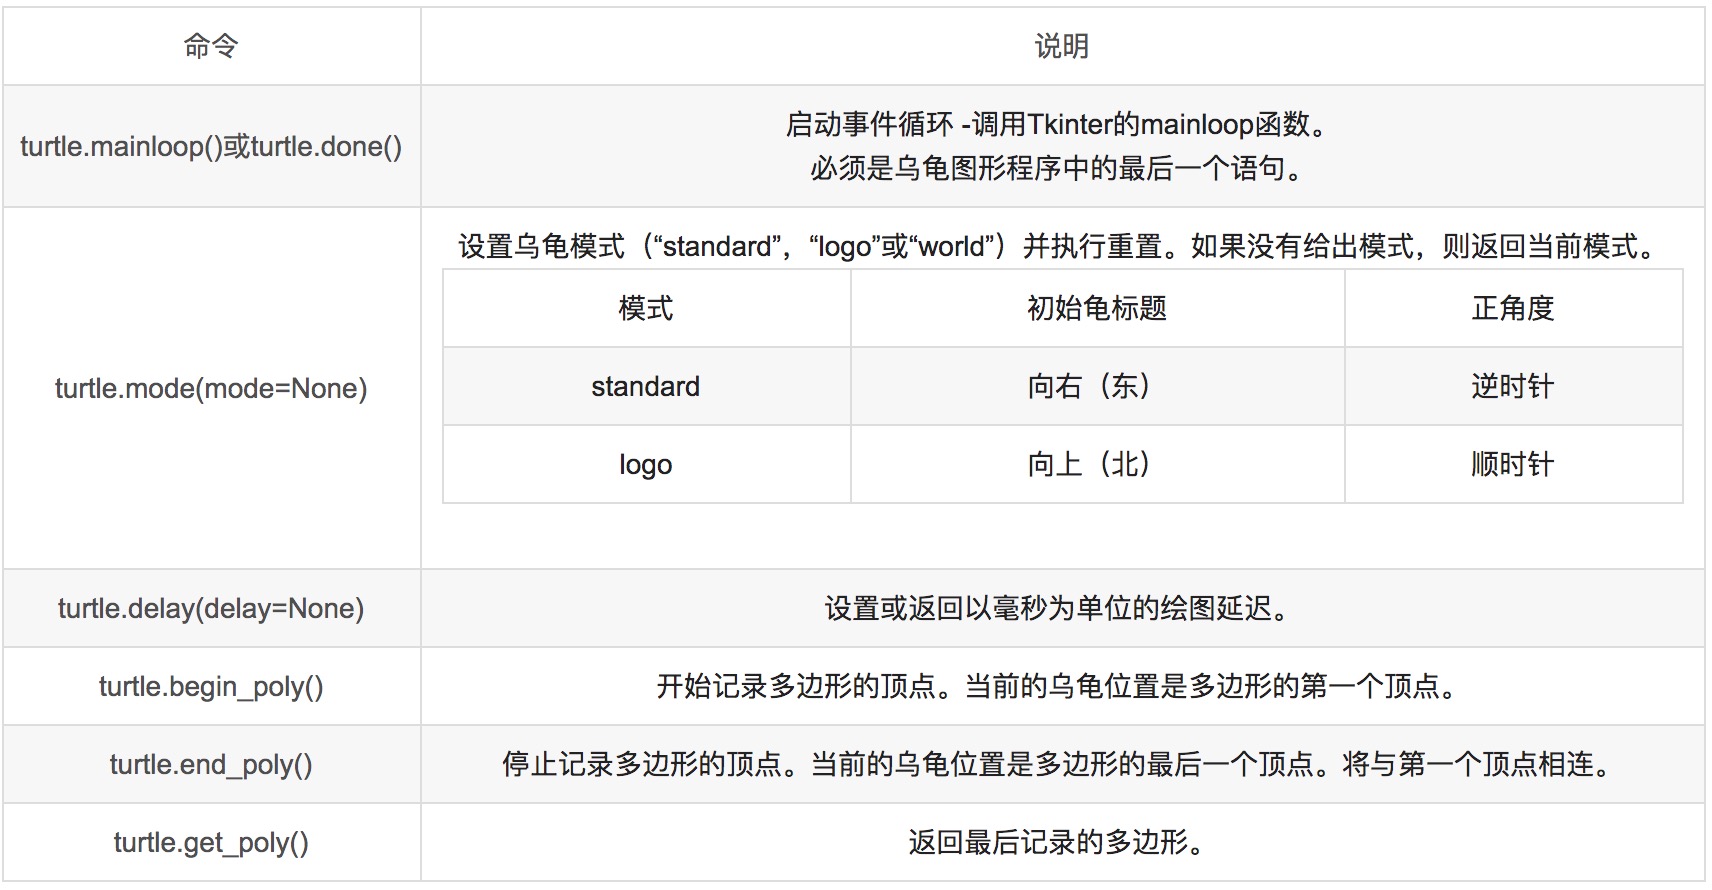 命令
说明
turtle.mainloop()或turtle.done()
启动事件循环 -调用Tkinter的mainloop函数。
必须是乌龟图形程序中的最后一个语句。
turtle.mode(mode=None)
设置乌龟模式（“standard”，“logo”或“world”）并执行重置。如果没有给出模式，则返回当前模式。
模式
初始龟标题
正角度
standard
向右（东）
逆时针
logo
向上（北）
顺时针
turtle.delay(delay=None)
设置或返回以毫秒为单位的绘图延迟。
turtle.begin_poly()
开始记录多边形的顶点。当前的乌龟位置是多边形的第一个顶点。
turtle.end_poly()
停止记录多边形的顶点。当前的乌龟位置是多边形的最后一个顶点。将与第一个顶点相连。
turtle.get_poly()
返回最后记录的多边形。